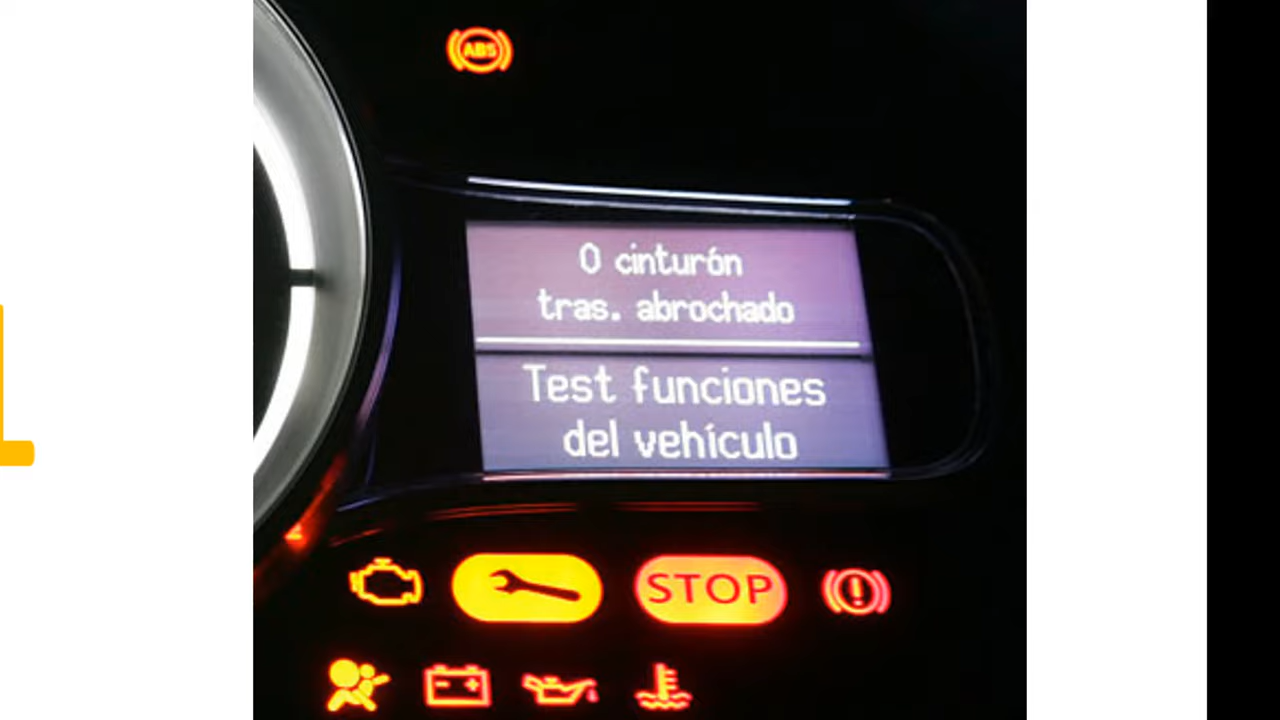 ABS
0 cinturón
tras. abrochado
Test funciones
del vehículo
STOP